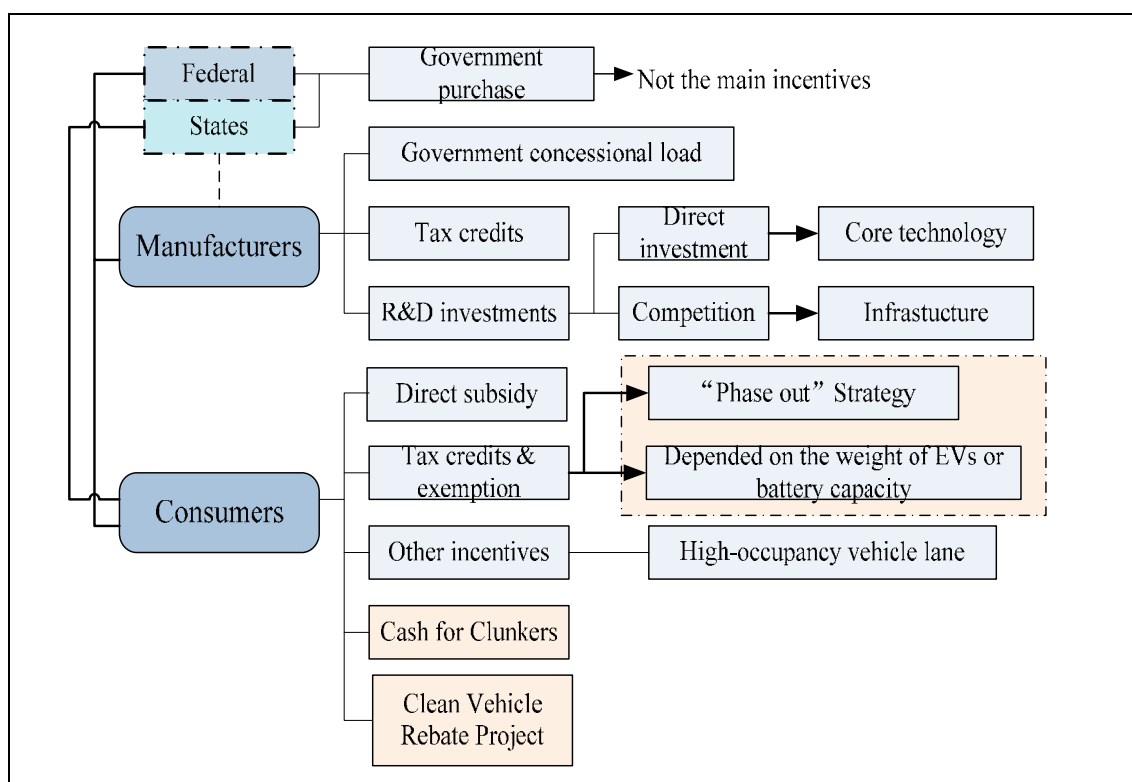 Federal
States
Government
purchase
Not the main incentives
Government concessional load
Manufacturers
Tax credits
Direct
investment
Core technology
R&D investments
Competition
Infrastucture
Direct subsidy
“Phase out” Strategy
Tax credits &
exemption
Depended on the weight of EVs or
battery capacity
Consumers
Other incentives
High-occupancy vehicle lane
Cash for Clunkers
Clean Vehicle
Rebate Project